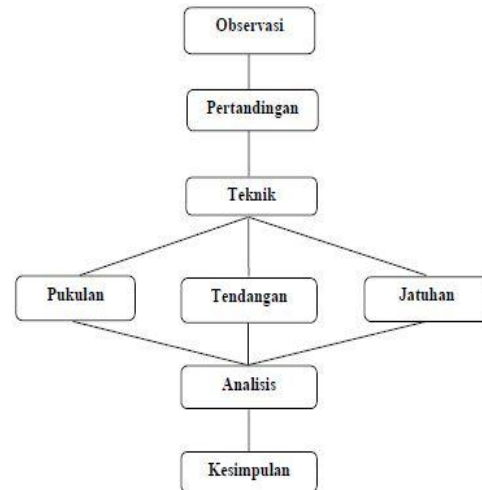 Observasi
Pertandingan
Teknik
Pukulan
Tendangan
Jatuhan
Analisis
Kesimpulan